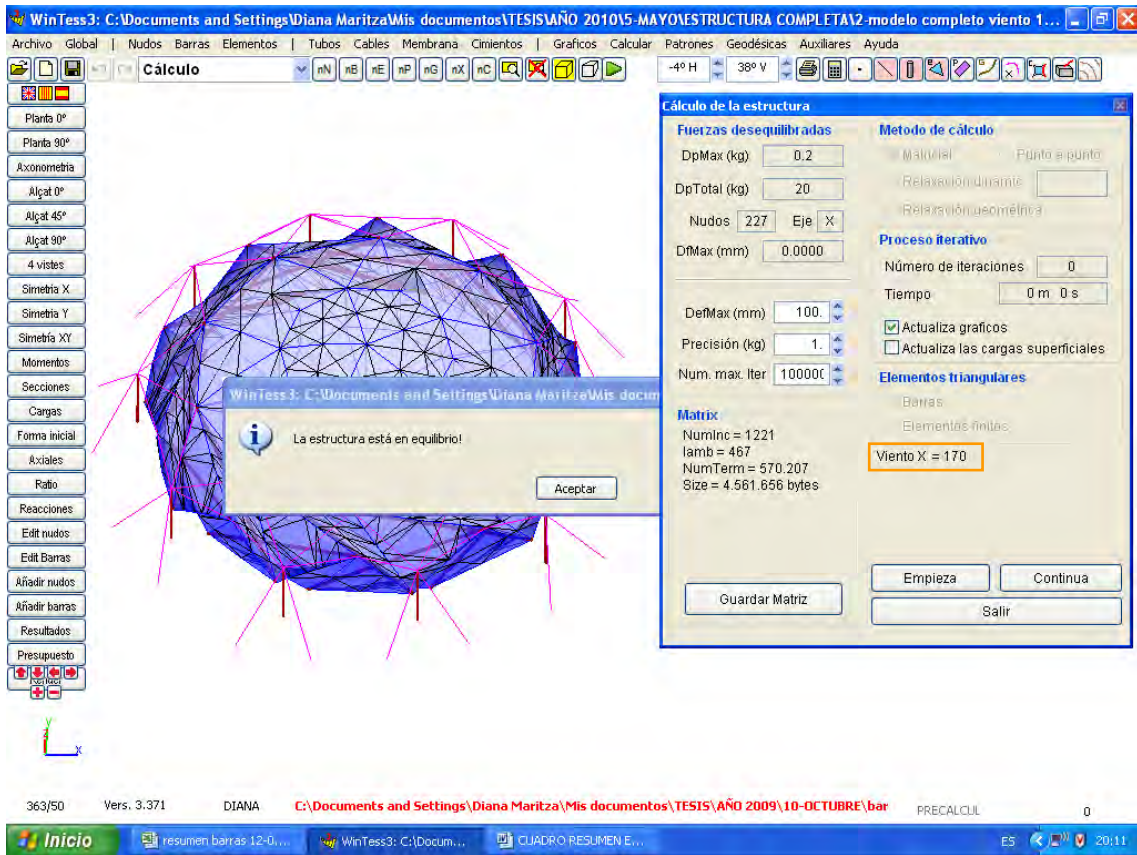 WinTess3: C:\Documents and Settings\Diana Maritza\Mis documentos\TESIS\AÑO 2010\5-MAYO\ESTRUCTURA COMPLETA\2-modelo completo viento 1...
Archivo Global | Nudos Barras Elementos | Tubos Cables Membrana Cimientos | Graficos Calcular Patrones Geodésicas Auxiliares Ayuda
Cálculo nN nB nE nP nG nX nC -4º H 38º V
Planta 0º
Planta 90º
Axonometria
Alçat 0º
Alçat 45º
Alçat 90º
4 vistes
Simetria X
Simetria Y
Simetría XY
Momentos
Secciones
Cargas
Forma inicial
Axiales
Ratio
Reacciones
Edit nudos
Edit Barras
Añadir nudos
Añadir barras
Resultados
Presupuesto
Render
y
z
x
WinTess3: C:\Documents and Settings\Diana Maritza\Mis docum
La estructura está en equilibrio!
Aceptar
Cálculo de la estructura
Fuerzas desequilibradas
DpMax (kg) 0.2
DpTotal (kg) 20
Nudos 227 Eje X
DfMax (mm) 0.0000
DefMax (mm) 100.
Precisión (kg) 1.
Num. max. Iter 100000
Matrix
NumInc = 1221
Iamb = 467
NumTerm = 570.207
Size = 4.561.656 bytes
Guardar Matriz
Metodo de cálculo
Matricial Punto a punto
Relaxación dinamic
Relaxación geométrica
Proceso iterativo
Número de iteraciones 0
Tiempo 0 m 0 s
Actualiza graficos
Actualiza las cargas superficiales
Elementos triangulares
Barras
Elementos finitos
Viento X = 170
Empieza Continua
Salir
363/50 Vers. 3.371 DIANA C:\Documents and Settings\Diana Maritza\Mis documentos\TESIS\AÑO 2009\10-OCTUBRE\bar PRECALCUL 0
Inicio resumen barras 12-0... WinTess3: C:\Docum... CUADRO RESUMEN E... ES 20:11